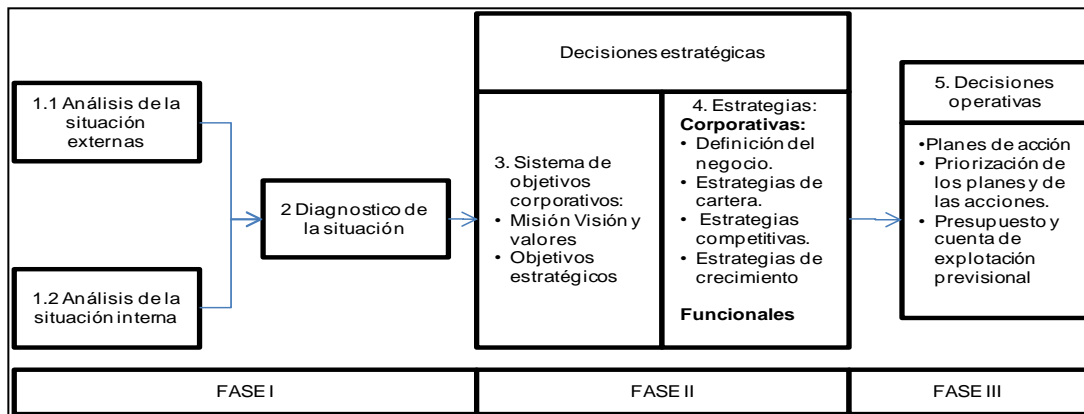 1.1 Análisis de la
situación
externas
1.2 Análisis de la
situación interna
2 Diagnostico de
la situación
Decisiones estratégicas
3. Sistema de
objetivos
corporativos:
• Misión Visión y
valores
• Objetivos
estratégicos
4. Estrategias:
Corporativas:
• Definición del
negocio.
• Estrategias de
cartera.
• Estrategias
competitivas.
• Estrategias de
crecimiento
Funcionales
5. Decisiones
operativas
•Planes de acción
• Priorización de
los planes y de
las acciones.
• Presupuesto y
cuenta de
explotación
previsional
FASE I
FASE II
FASE III